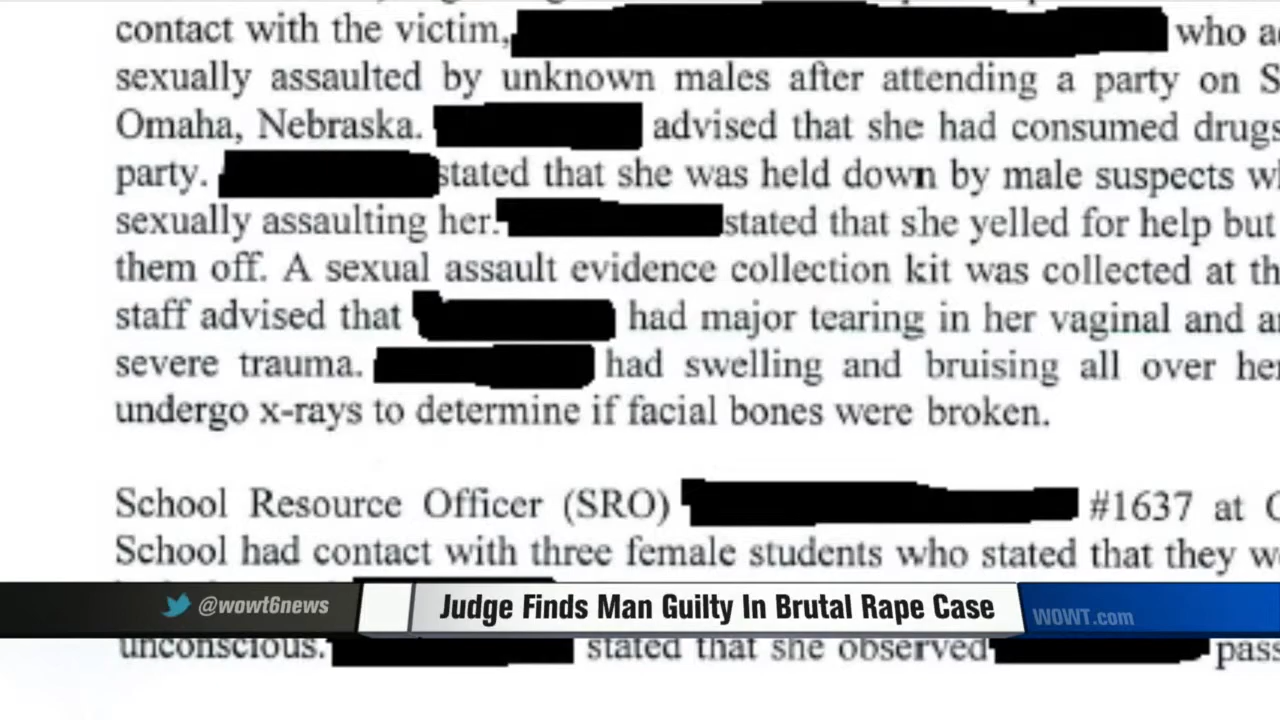 contact with the victim, who
sexually assaulted by unknown males after attending a party on
Omaha, Nebraska. advised that she had consumed drugs
party. stated that she was held down by male suspects
sexually assaulting her. stated that she yelled for help but
them off. A sexual assault evidence collection kit was collected at
staff advised that had major tearing in her vaginal and
severe trauma. had swelling and bruising all over her
undergo x-rays to determine if facial bones were broken.
School Resource Officer (SRO) #1637 at
School had contact with three female students who stated that they
@wowt6news
Judge Finds Man Guilty In Brutal Rape Case
WOWT.com
unconscious. stated that she observed